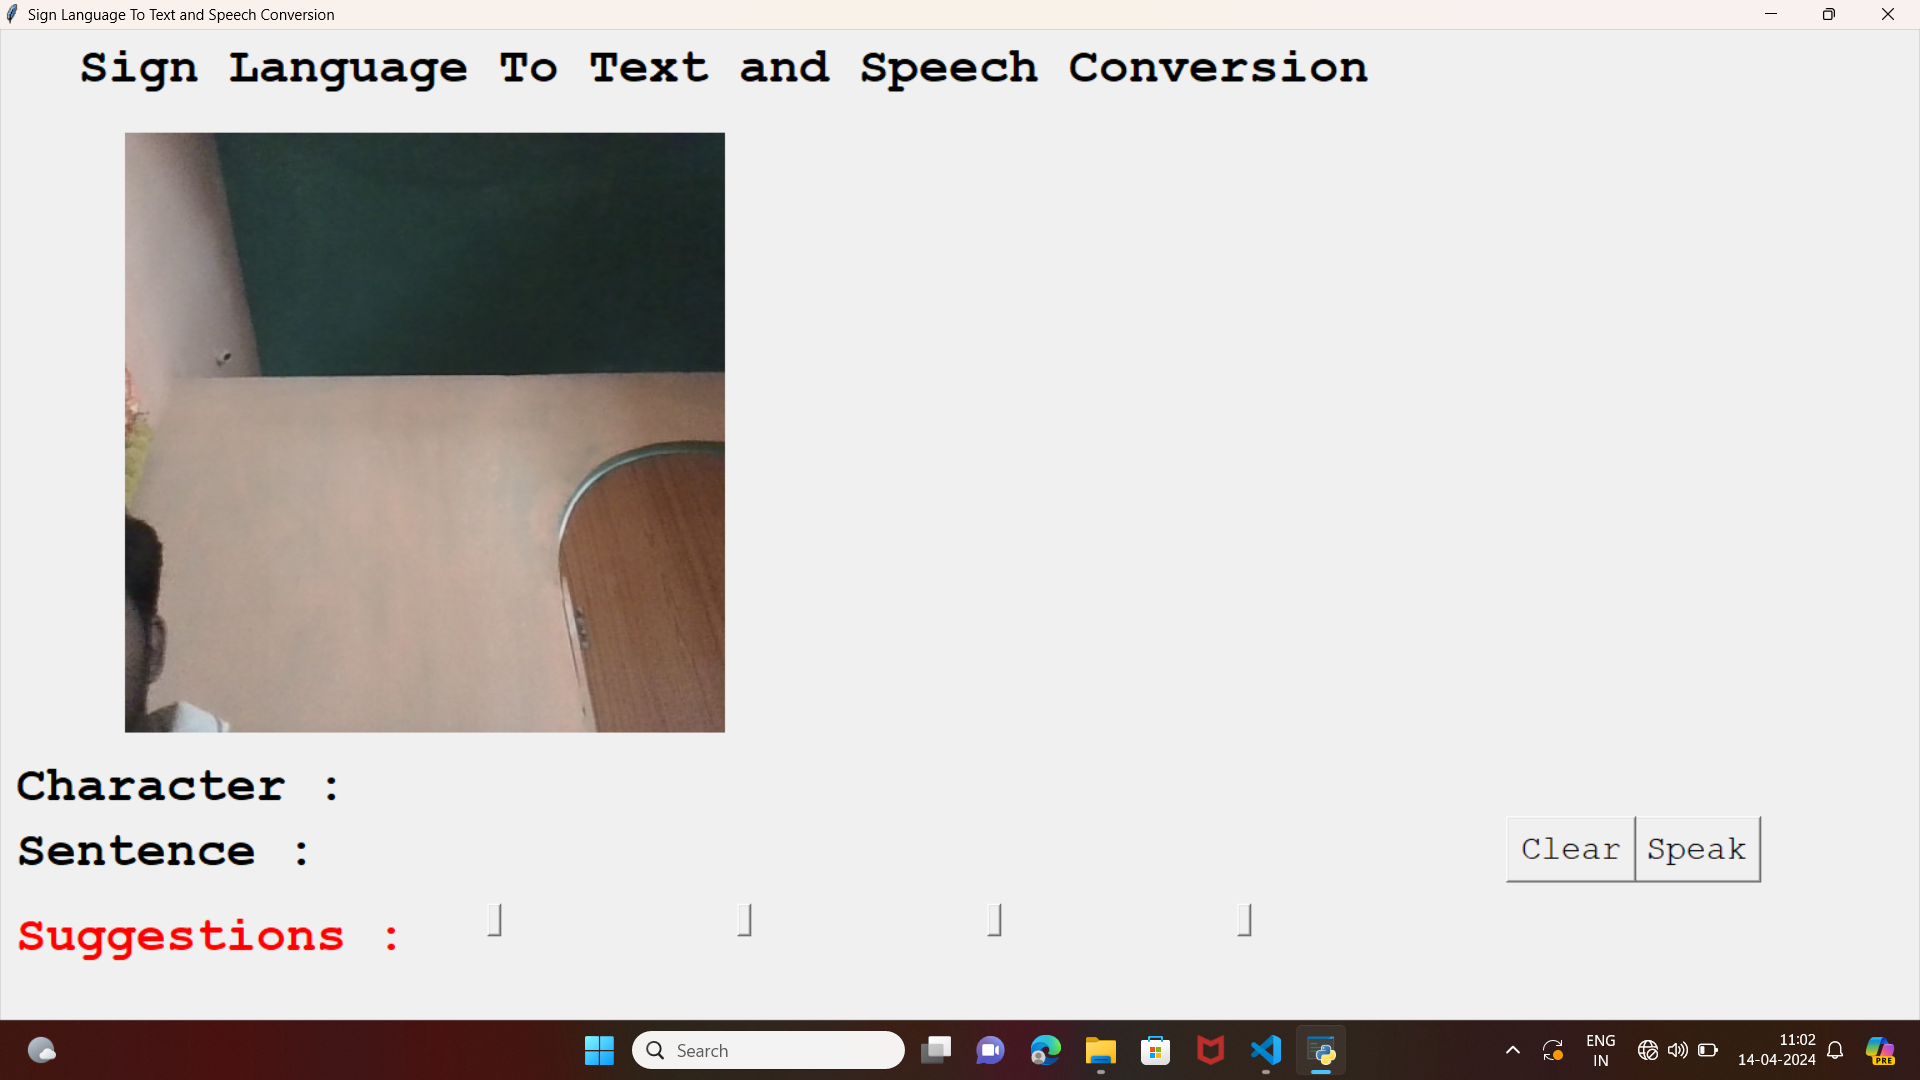 Sign Language To Text and Speech Conversion
Sign Language To Text and Speech Conversion
Character :
Sentence :
Clear Speak
Suggestions :
Search
ENG
IN
11:02
14-04-2024
PRE